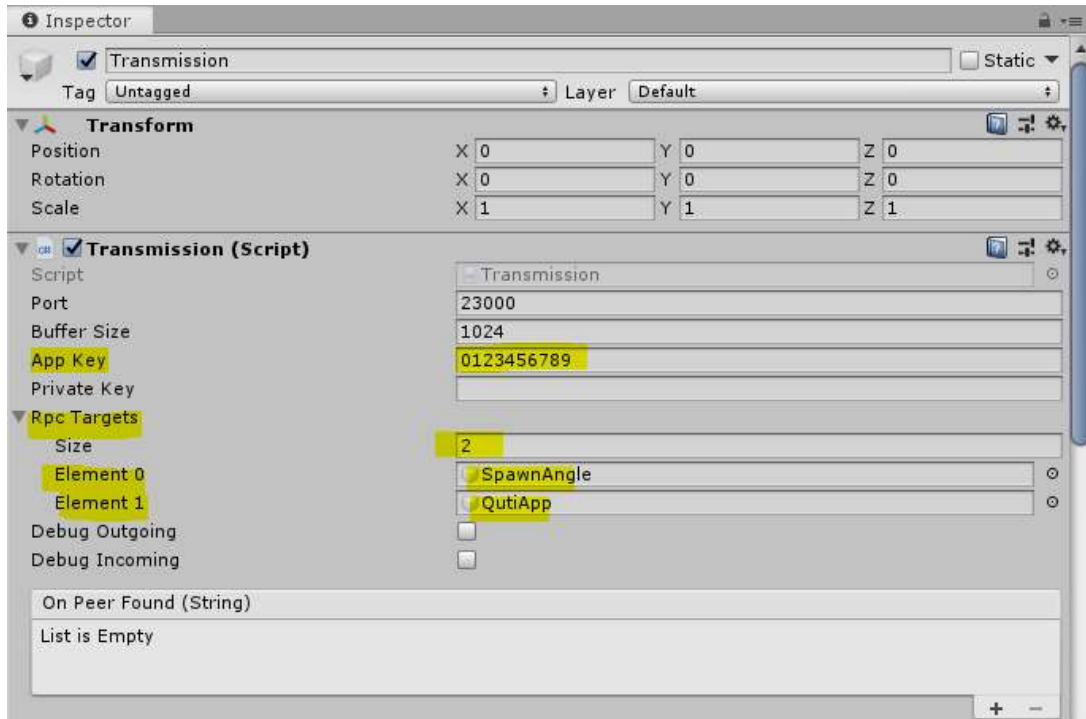 Inspector
Transmission Static
Tag Untagged Layer Default
Transform
Position X 0 Y 0 Z 0
Rotation X 0 Y 0 Z 0
Scale X 1 Y 1 Z 1
Transmission (Script)
Script Transmission
Port 23000
Buffer Size 1024
App Key 0123456789
Private Key
Rpc Targets
Size 2
Element 0 SpawnAngle
Element 1 QutiApp
Debug Outgoing
Debug Incoming
On Peer Found (String)
List is Empty
+ −